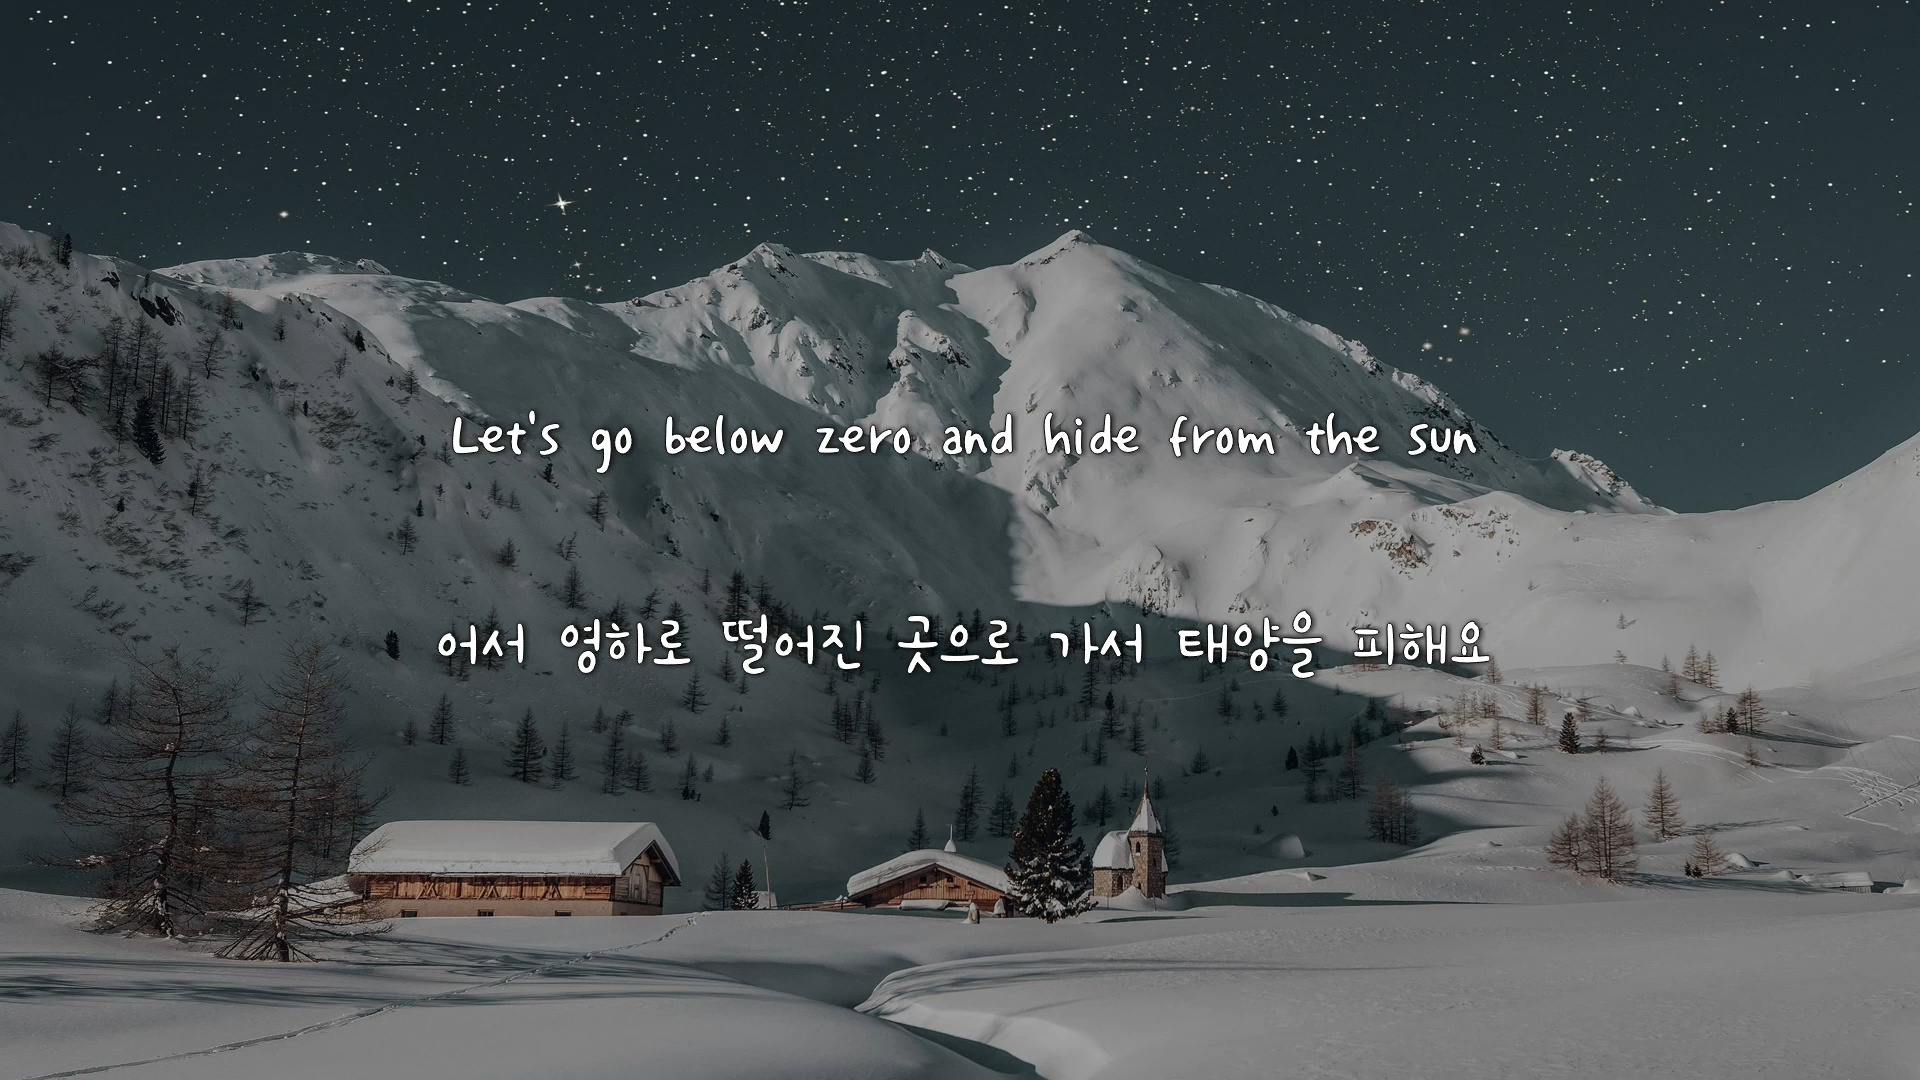 Let's go below zero and hide from the sun
어서 영하로 떨어진 곳으로 가서 태양을 피해요